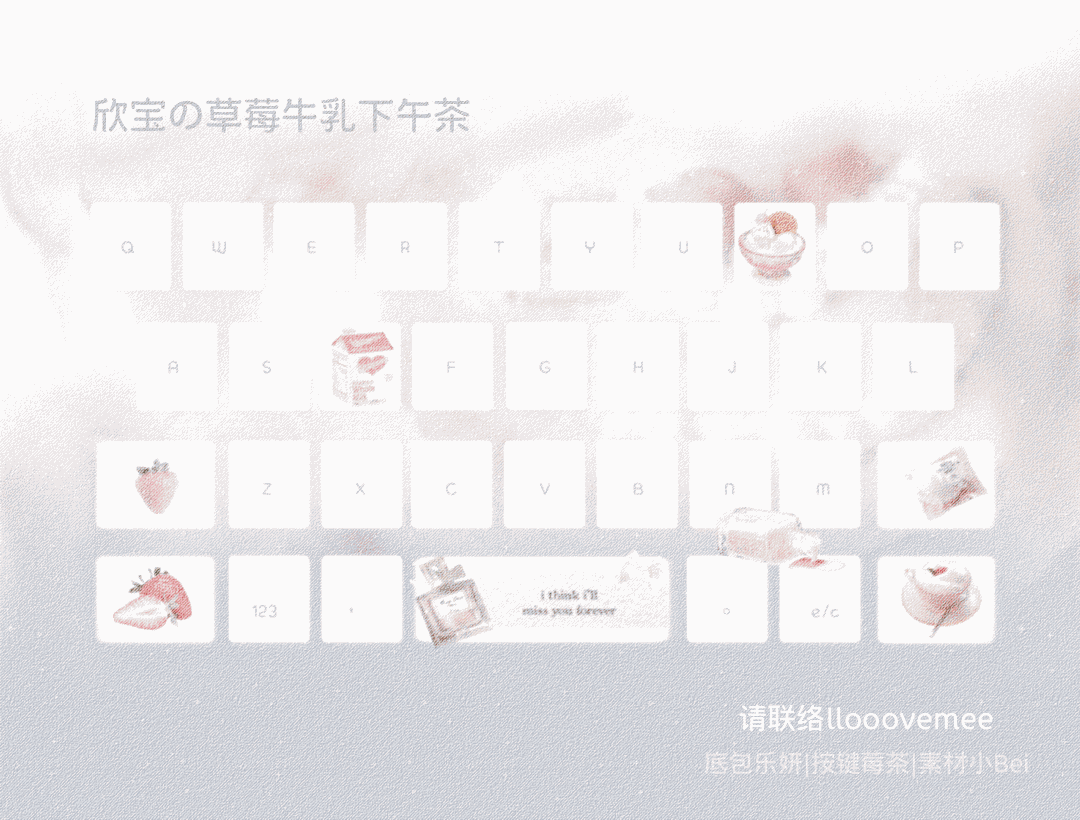 欣宝の草莓牛乳下午茶
Q W E R T Y U O P
A S F G H J K L
Z X C V B N M
123 , i think i'll
miss you forever 。 e/c
请联络llooovemee
唇包乐妍|按键莓茶|素材小Bei